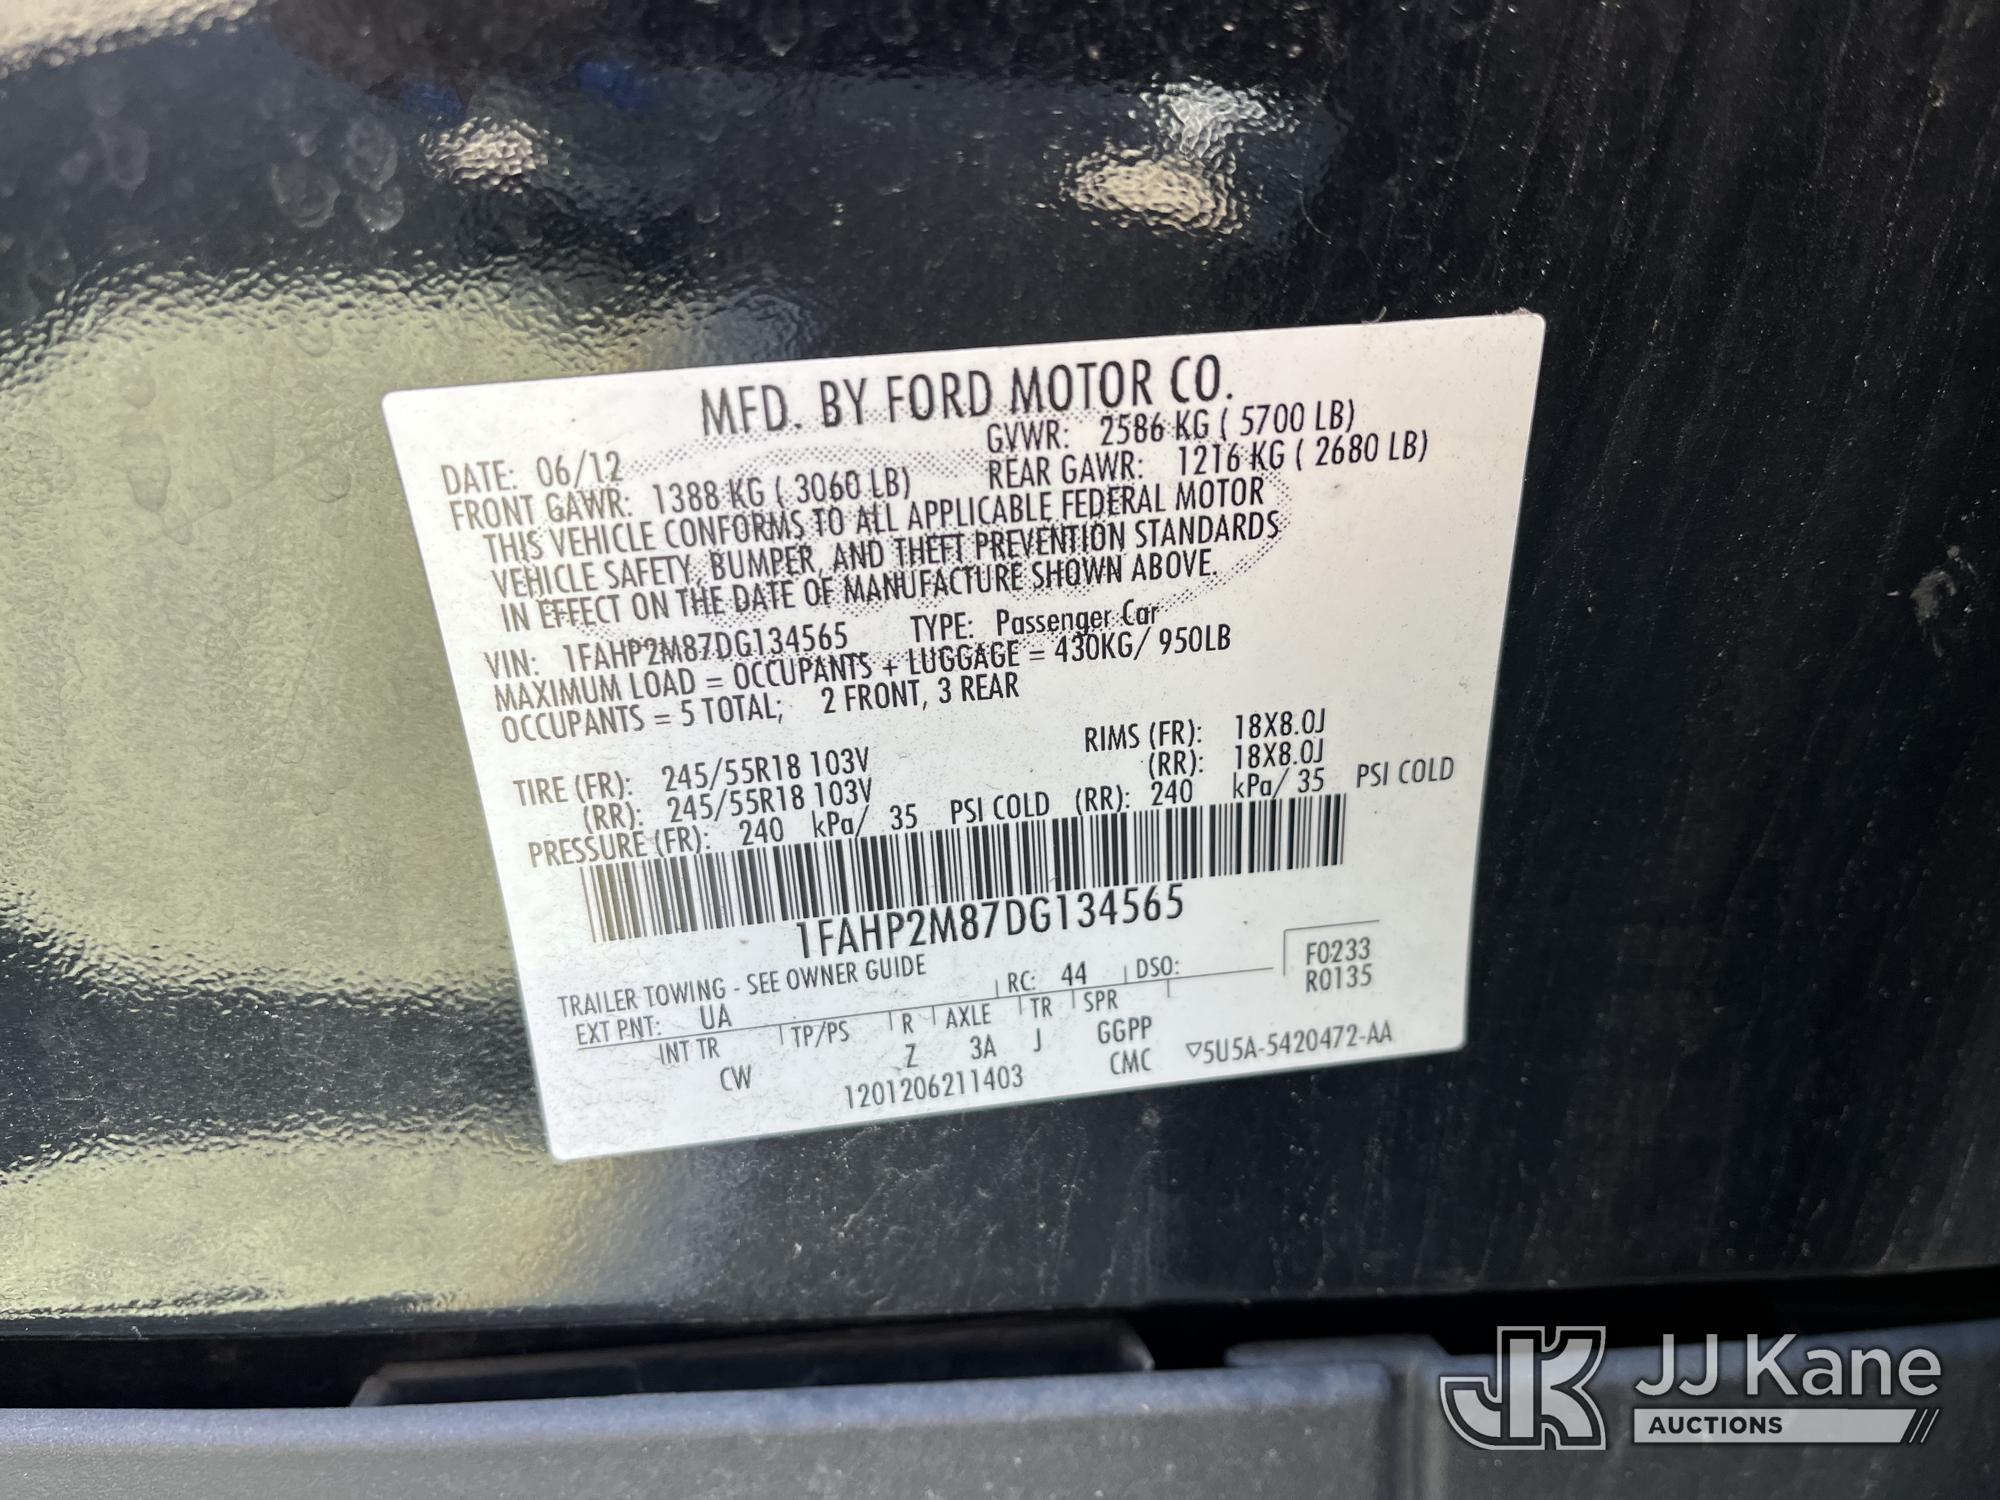 MFD. BY FORD MOTOR CO.
DATE: 06/12 GVWR: 2586 KG ( 5700 LB)
FRONT GAWR: 1388 KG ( 3060 LB) REAR GAWR: 1216 KG ( 2680 LB)
THIS VEHICLE CONFORMS TO ALL APPLICABLE FEDERAL MOTOR
VEHICLE SAFETY, BUMPER, AND THEFT PREVENTION STANDARDS
IN EFFECT ON THE DATE OF MANUFACTURE SHOWN ABOVE.
VIN: 1FAHP2M87DG134565 TYPE: Passenger Car
MAXIMUM LOAD = OCCUPANTS + LUGGAGE = 430KG/ 950LB
OCCUPANTS = 5 TOTAL; 2 FRONT, 3 REAR
TIRE (FR): 245/55R18 103V RIMS (FR): 18X8.0J
(RR): 245/55R18 103V (RR): 18X8.0J
PRESSURE (FR): 240 kPa/ 35 PSI COLD (RR): 240 kPa/ 35 PSI COLD
1FAHP2M87DG134565
TRAILER TOWING - SEE OWNER GUIDE
EXT PNT: UA RC: 44 DSO: F0233
R0135
INT TR TP/PS R AXLE TR SPR
CW Z 3A J GGPP
1201206211403 CMC ▽5U5A-5420472-AA
JK JJ Kane
AUCTIONS